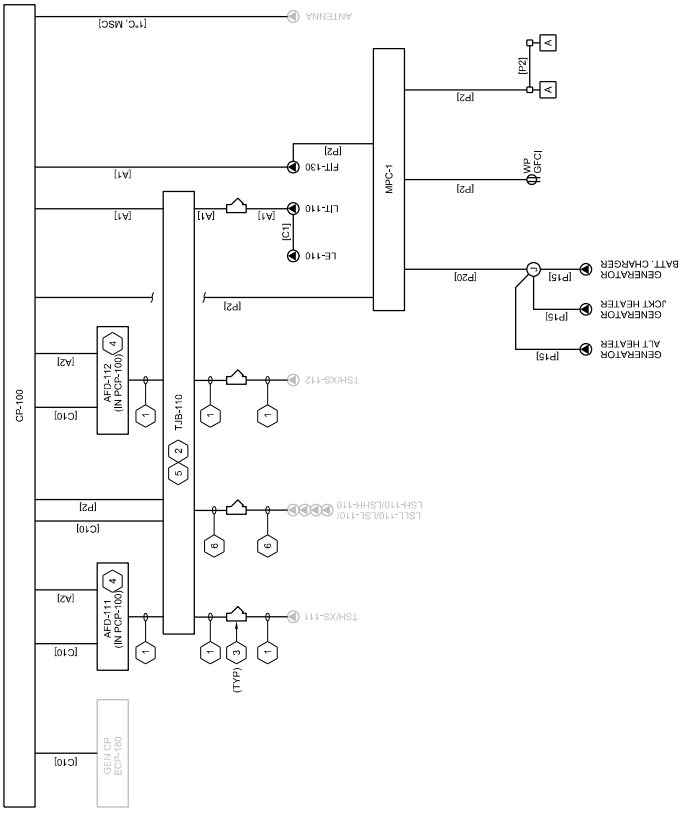 CP-100
[1"C, MSC]
ANTENNA
[A1]
FIT-130
[P2]
MPC-1
[P2]
[P2]
A
A
[P2]
WP
GFCI
[A1]
[A1]
[A1]
LIT-110
[C1]
LE-110
[P20]
J
[P15]
GENERATOR
BATT. CHARGER
[P15]
GENERATOR
JCKT HEATER
[P15]
GENERATOR
ALT HEATER
[P2]
[A2]
[C10]
AFD-112
(IN PCP-100)
4
1
TJB-110
2
5
1
1
TSH/XS-112
[P2]
[C10]
6
6
LSLL-110/LSL-110/
LSH-110/LSHH-110
[A2]
[C10]
AFD-111
(IN PCP-100)
4
1
1
3
(TYP)
1
TSH/XS-111
[C10]
GEN CP
ECP-180